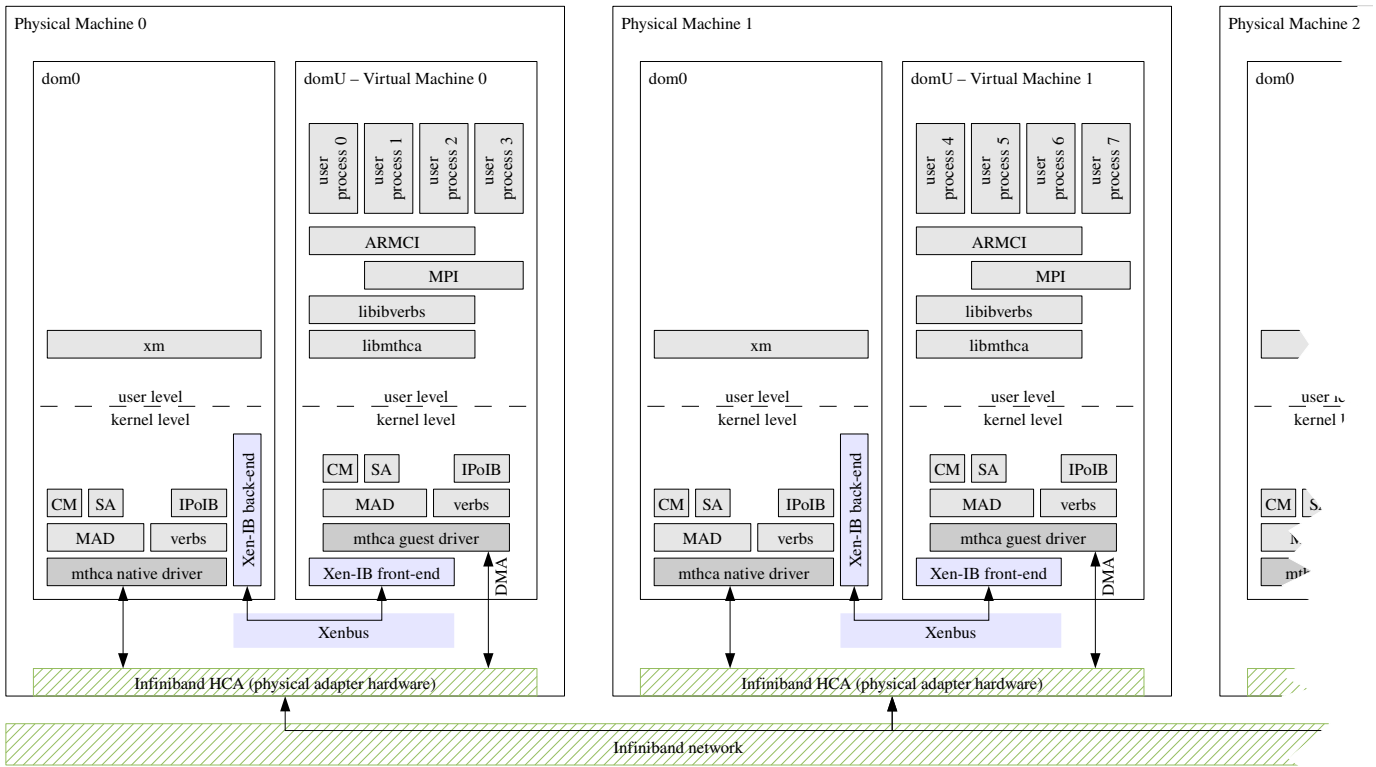 Physical Machine 0
dom0
xm
user level
kernel level
CM
SA
IPoIB
MAD
verbs
mthca native driver
Xen-IB back-end
domU – Virtual Machine 0
user
process 0
user
process 1
user
process 2
user
process 3
ARMCI
MPI
libibverbs
libmthca
CM
SA
IPoIB
MAD
verbs
mthca guest driver
Xen-IB front-end
DMA
Xenbus
Infiniband HCA (physical adapter hardware)
Physical Machine 1
dom0
xm
user level
kernel level
CM
SA
IPoIB
MAD
verbs
mthca native driver
Xen-IB back-end
domU – Virtual Machine 1
user
process 4
user
process 5
user
process 6
user
process 7
ARMCI
MPI
libibverbs
libmthca
CM
SA
IPoIB
MAD
verbs
mthca guest driver
Xen-IB front-end
DMA
Xenbus
Infiniband HCA (physical adapter hardware)
Physical Machine 2
dom0
user
kernel
CM
Infiniband network